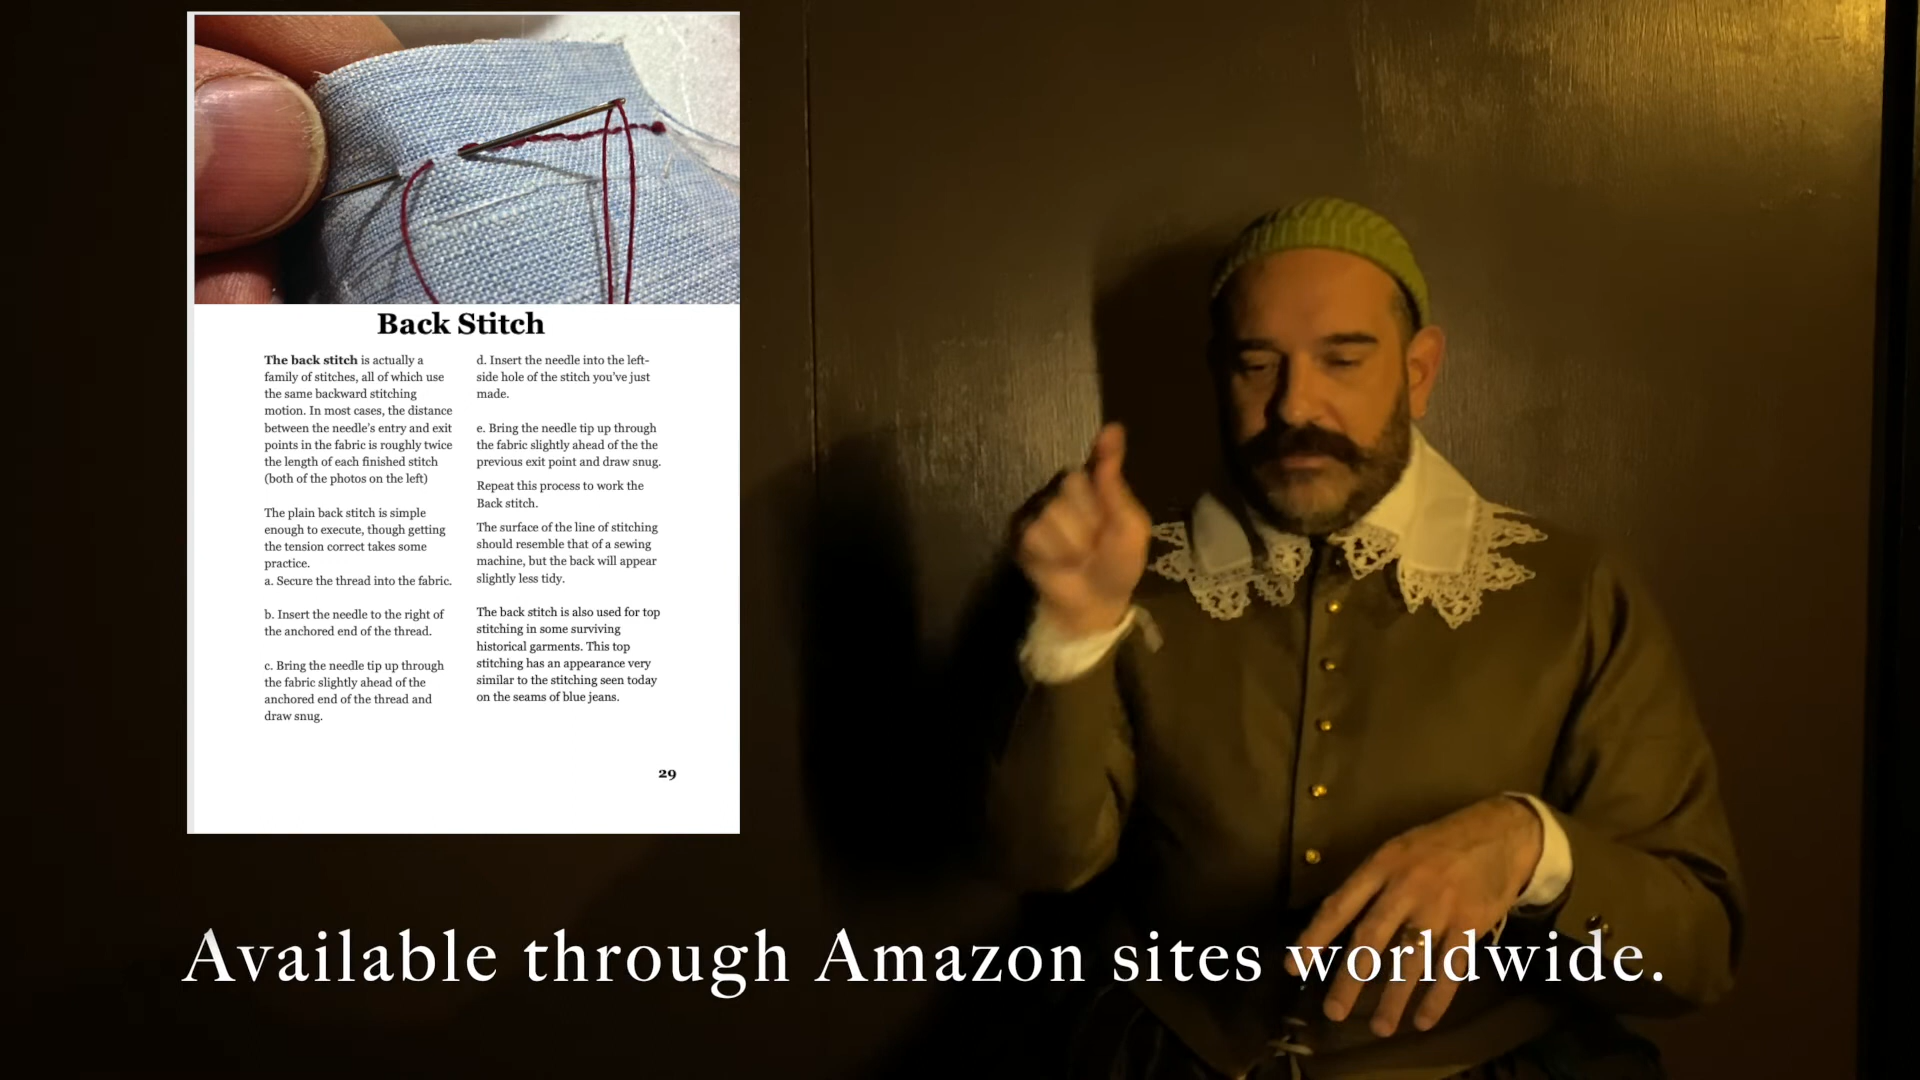 Back Stitch
The back stitch is actually a
family of stitches, all of which use
the same backward stitching
motion. In most cases, the distance
between the needle's entry and exit
points in the fabric is roughly twice
the length of each finished stitch
(both of the photos on the left)
The plain back stitch is simple
enough to execute, though getting
the tension correct takes some
practice.
a. Secure the thread into the fabric.
b. Insert the needle to the right of
the anchored end of the thread.
c. Bring the needle tip up through
the fabric slightly ahead of the
anchored end of the thread and
draw snug.
d. Insert the needle into the left-
side hole of the stitch you've just
made.
e. Bring the needle tip up through
the fabric slightly ahead of the the
previous exit point and draw snug.
Repeat this process to work the
Back stitch.
The surface of the line of stitching
should resemble that of a sewing
machine, but the back will appear
slightly less tidy.
The back stitch is also used for top
stitching in some surviving
historical garments. This top
stitching has an appearance very
similar to the stitching seen today
on the seams of blue jeans.
29
Available through Amazon sites worldwide.